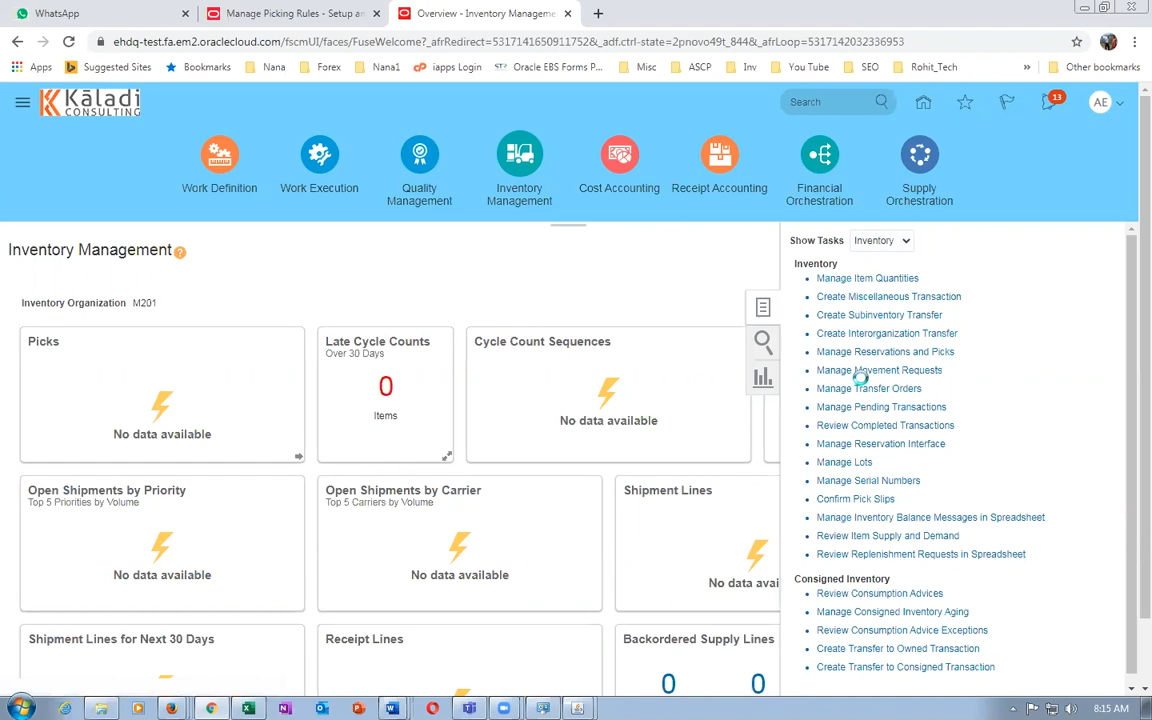 WhatsApp
Manage Picking Rules - Setup an
Overview - Inventory Manageme
ehdq-test.fa.em2.oraclecloud.com/fscmUI/faces/FuseWelcome?_afrRedirect=5317141650911752&_adf.ctrl-state=2pnovo49t_844&_afrLoop=5317142032336953
Apps
Suggested Sites
Bookmarks
Nana
Forex
Nana1
iapps Login
Oracle EBS Forms P...
Misc
ASCP
Inv
You Tube
SEO
Rohit_Tech
»
Other bookmarks
Kāladi
CONSULTING
Search
13
AE
Work Definition
Work Execution
Quality
Management
Inventory
Management
Cost Accounting
Receipt Accounting
Financial
Orchestration
Supply
Orchestration
Inventory Management
Inventory Organization M201
Picks
No data available
Late Cycle Counts
Over 30 Days
0
Items
Cycle Count Sequences
No data available
Open Shipments by Priority
Top 5 Priorities by Volume
No data available
Open Shipments by Carrier
Top 5 Carriers by Volume
No data available
Shipment Lines
No data avai
Shipment Lines for Next 30 Days
Receipt Lines
Backordered Supply Lines
0
0
Show Tasks Inventory
Inventory
Manage Item Quantities
Create Miscellaneous Transaction
Create Subinventory Transfer
Create Interorganization Transfer
Manage Reservations and Picks
Manage Movement Requests
Manage Transfer Orders
Manage Pending Transactions
Review Completed Transactions
Manage Reservation Interface
Manage Lots
Manage Serial Numbers
Confirm Pick Slips
Manage Inventory Balance Messages in Spreadsheet
Review Item Supply and Demand
Review Replenishment Requests in Spreadsheet
Consigned Inventory
Review Consumption Advices
Manage Consigned Inventory Aging
Review Consumption Advice Exceptions
Create Transfer to Owned Transaction
Create Transfer to Consigned Transaction
8:15 AM